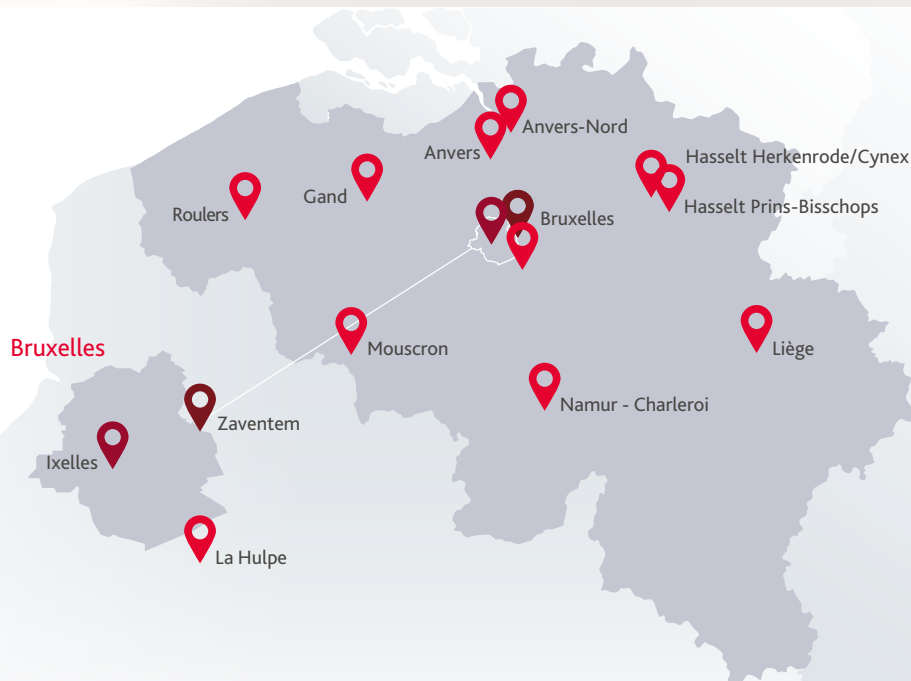 Anvers-Nord
Anvers
Hasselt Herkenrode/Cynex
Gand
Roulers
Hasselt Prins-Bisschops
Bruxelles
Bruxelles
Mouscron
Liège
Namur - Charleroi
Zaventem
Ixelles
La Hulpe